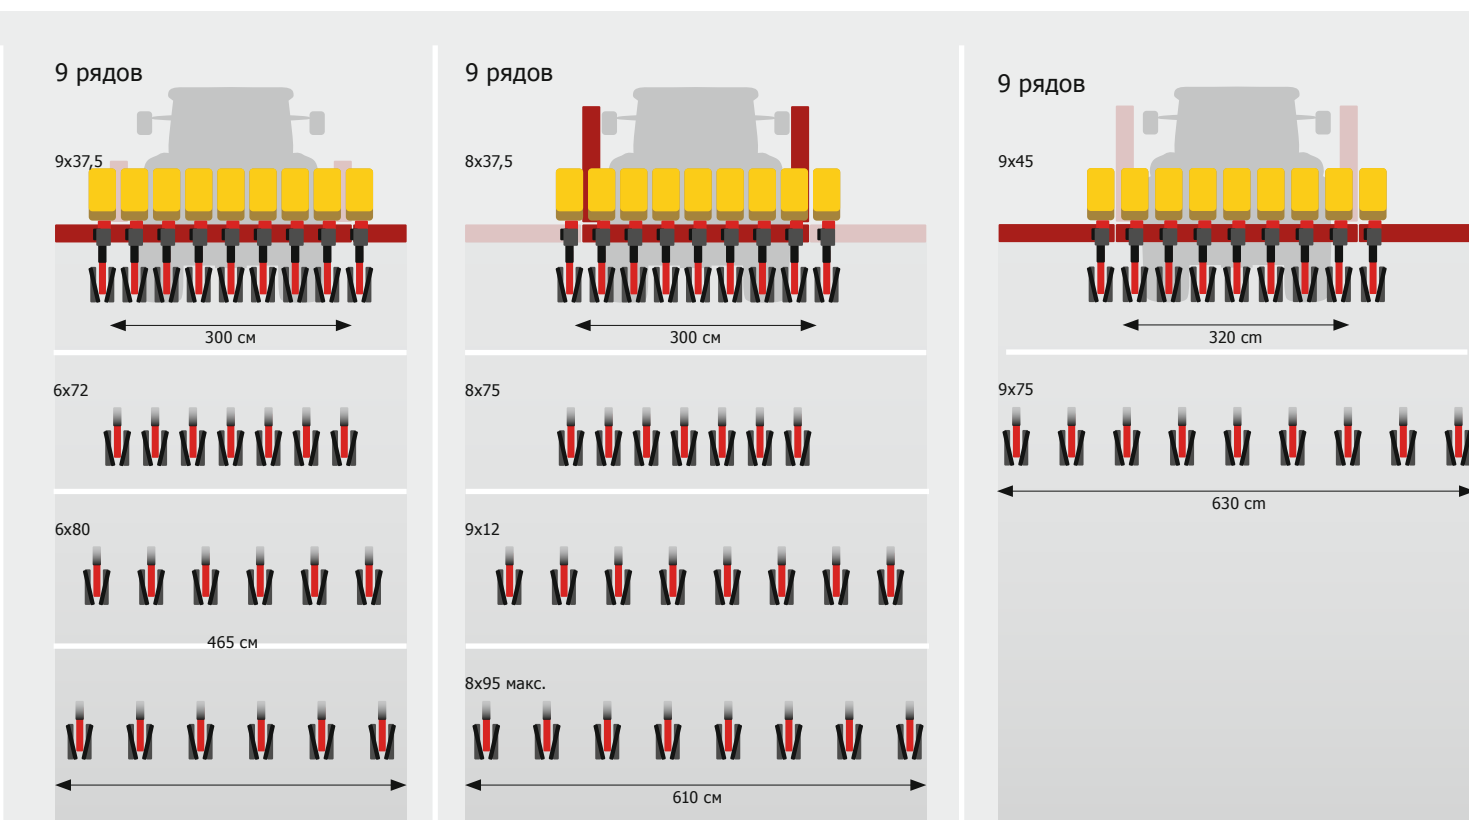 9 рядов
9x37,5
300 см
6x72
6x80
465 см
9 рядов
8x37,5
300 см
8x75
9x12
8x95 макс.
610 см
9 рядов
9x45
320 cm
9x75
630 cm